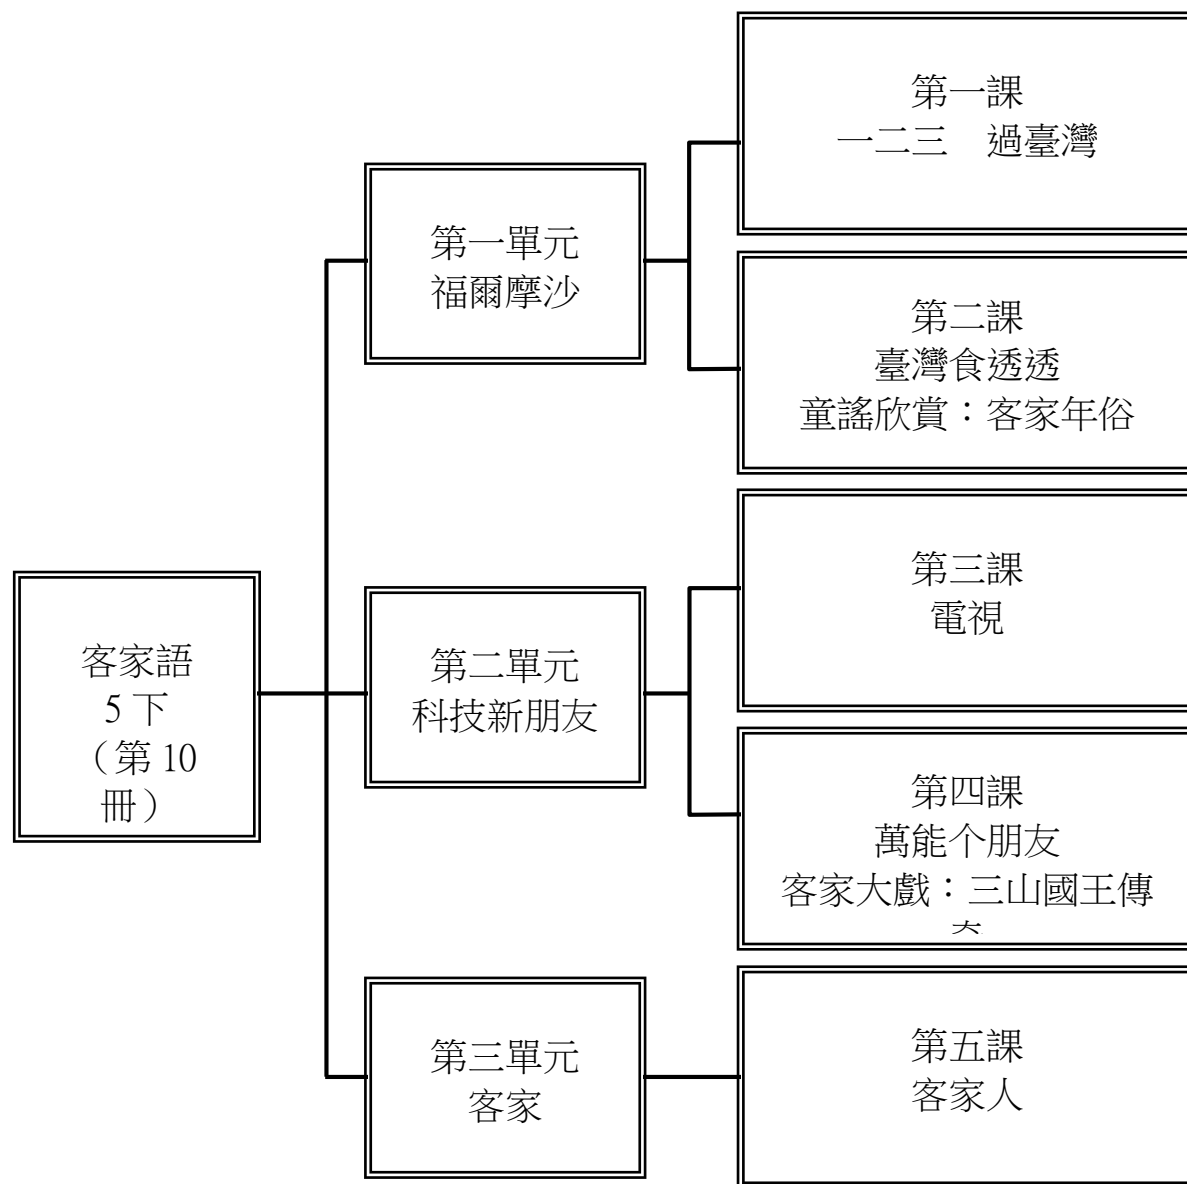 客家語
5 下
（第 10
冊）
第一單元
福爾摩沙
第一課
一二三　過臺灣
第二課
臺灣食透透
童謠欣賞：客家年俗
第二單元
科技新朋友
第三課
電視
第四課
萬能个朋友
客家大戲：三山國王傳
第三單元
客家
第五課
客家人